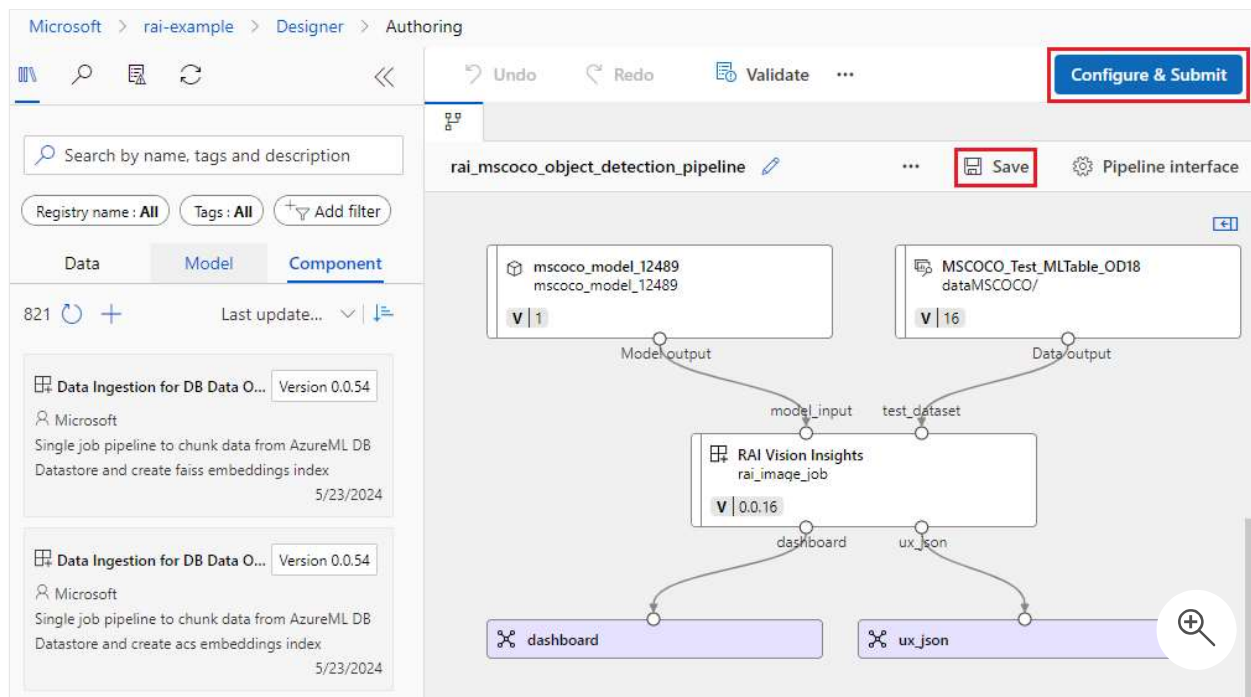 Microsoft > rai-example > Designer > Authoring
Undo Redo Validate ... Configure & Submit
Search by name, tags and description
Registry name : All Tags : All Add filter
Data Model Component
821 Last update...
Data Ingestion for DB Data O... Version 0.0.54
Microsoft
Single job pipeline to chunk data from AzureML DB
Datastore and create faiss embeddings index
5/23/2024
Data Ingestion for DB Data O... Version 0.0.54
Microsoft
Single job pipeline to chunk data from AzureML DB
Datastore and create acs embeddings index
5/23/2024
rai_mscoco_object_detection_pipeline ... Save Pipeline interface
mscoco_model_12489
mscoco_model_12489
V 1
Model output
MSCOCO_Test_MLTable_OD18
dataMSCOCO/
V 16
Data output
model_input test_dataset
RAI Vision Insights
rai_image_job
V 0.0.16
dashboard ux_json
dashboard ux_json